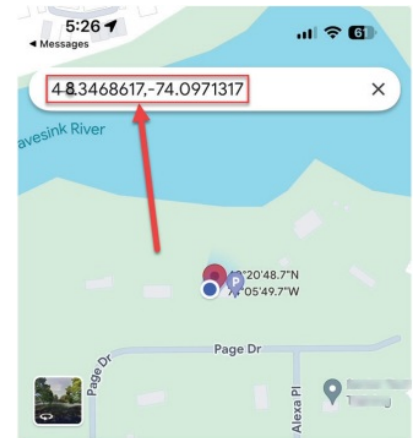 5:26
61
Messages
4-8.3468617,-74.0971317
avesink River
°20'48.7"N
P
°05'49.7"W
Page Dr
Page Dr
Alexa Pl